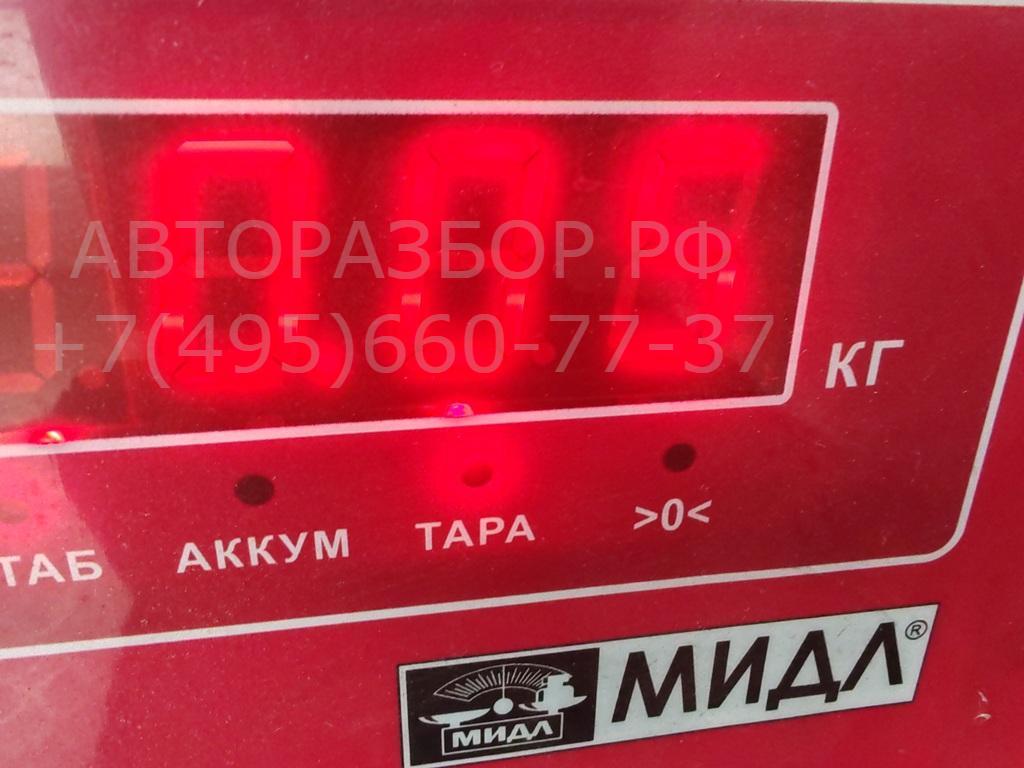 АВТОРАЗБОР.РФ
+7(495)660-77-37
КГ
ТАБ АККУМ ТАРА >0<
МИДЛ МИДЛ®